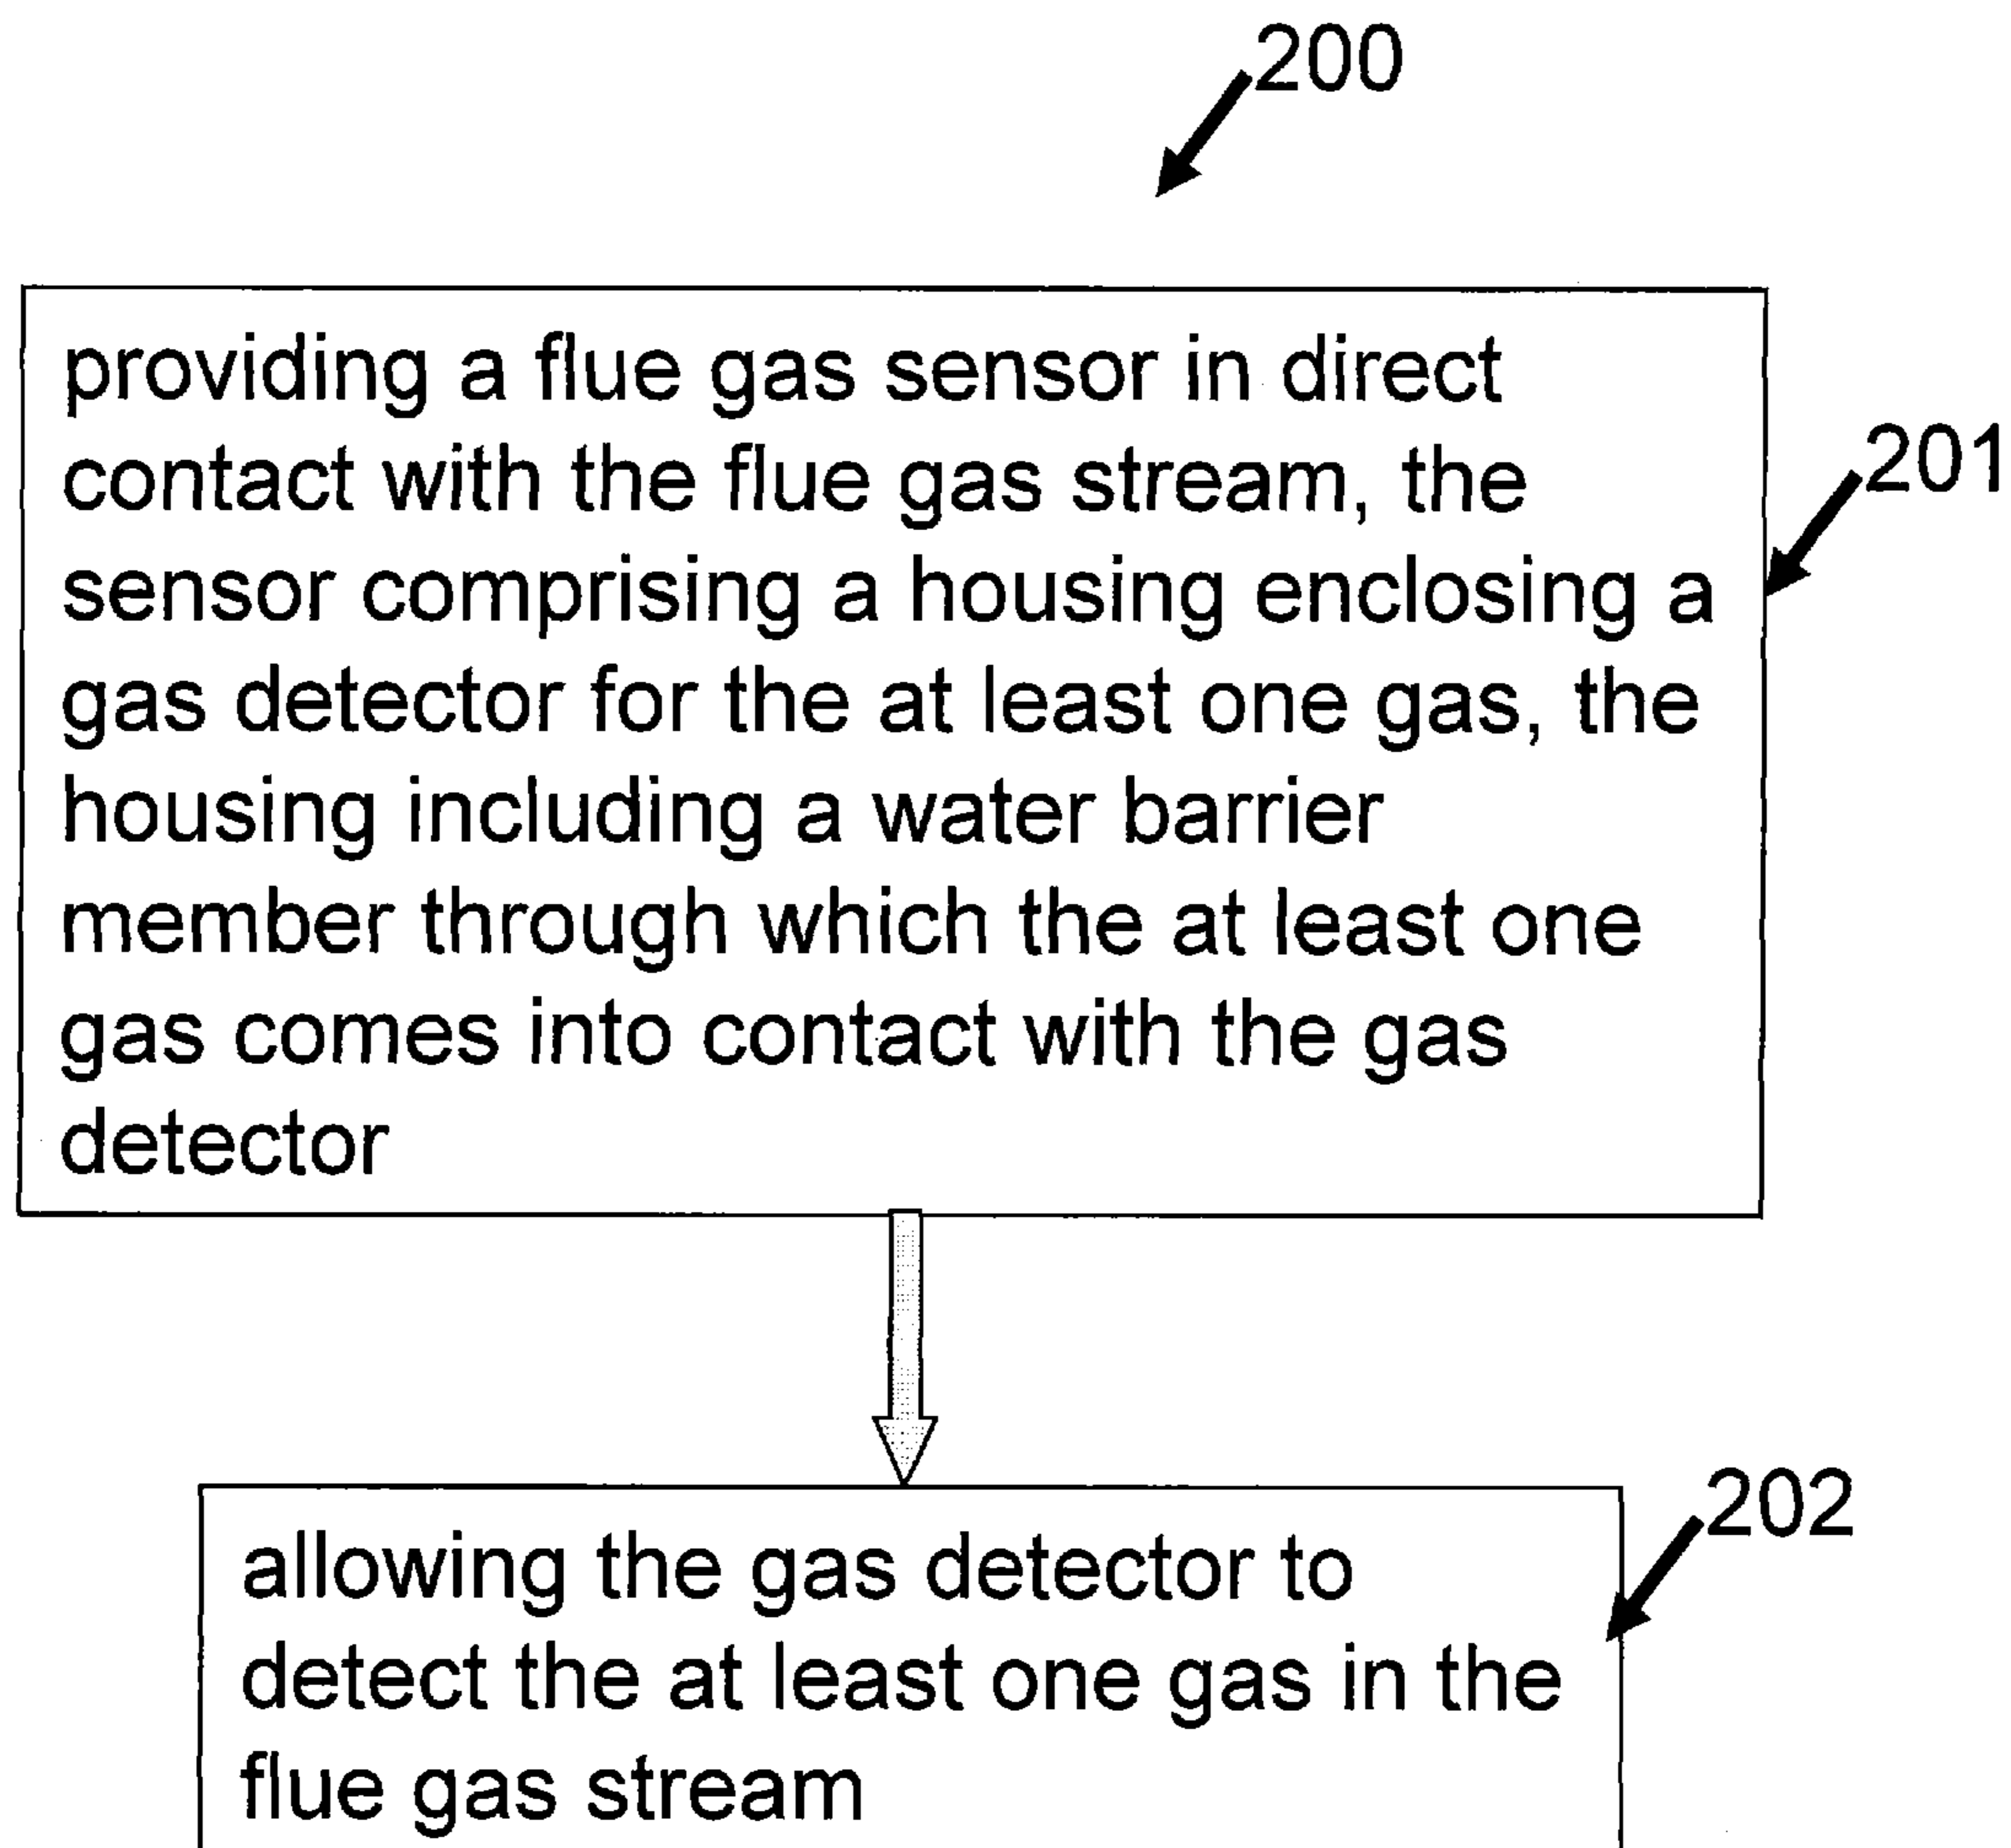 200
providing a flue gas sensor in direct
contact with the flue gas stream, the
sensor comprising a housing enclosing a
gas detector for the at least one gas, the
housing including a water barrier
member through which the at least one
gas comes into contact with the gas
detector
201
allowing the gas detector to
detect the at least one gas in the
flue gas stream
202